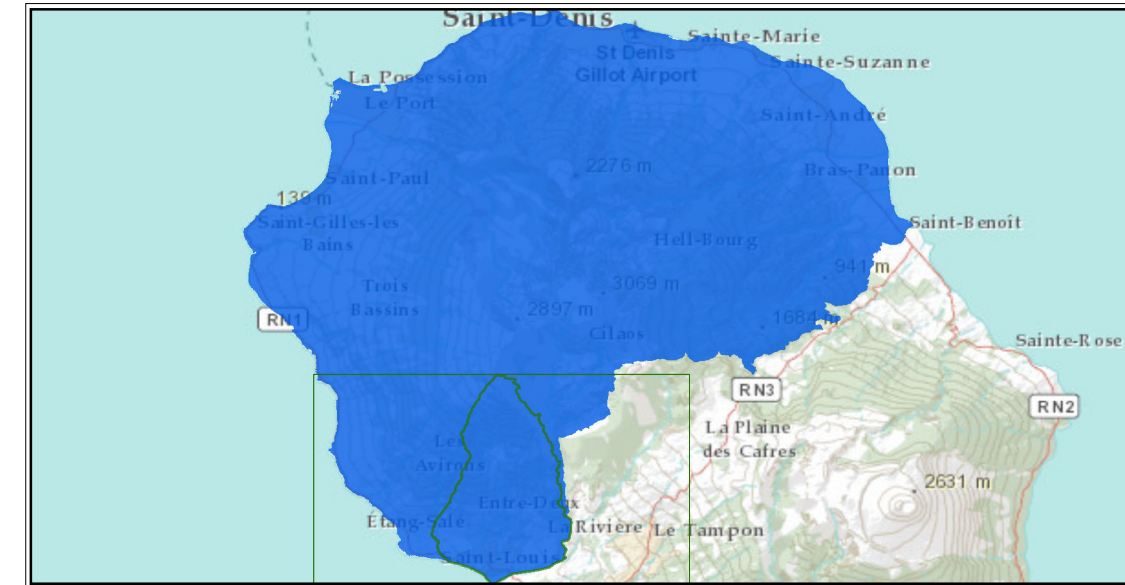 Saint-Denis
Sainte-Marie
St Denis
Gillot Airport
Sainte-Suzanne
La Possession
Le Port
Saint-André
2276 m
Bras-Panon
Saint-Paul
139 m
Saint-Gilles-les
Bains
Saint-Benoît
Hell-Bourg
941 m
3069 m
Trois
Bassins
2897 m
1684 m
RN1
Cilaos
Sainte-Rose
RN3
RN2
La Plaine
des Cafres
Les
Avirons
2631 m
Entre-Deux
Étang-Salé
La Rivière
Le Tampon
Saint-Louis